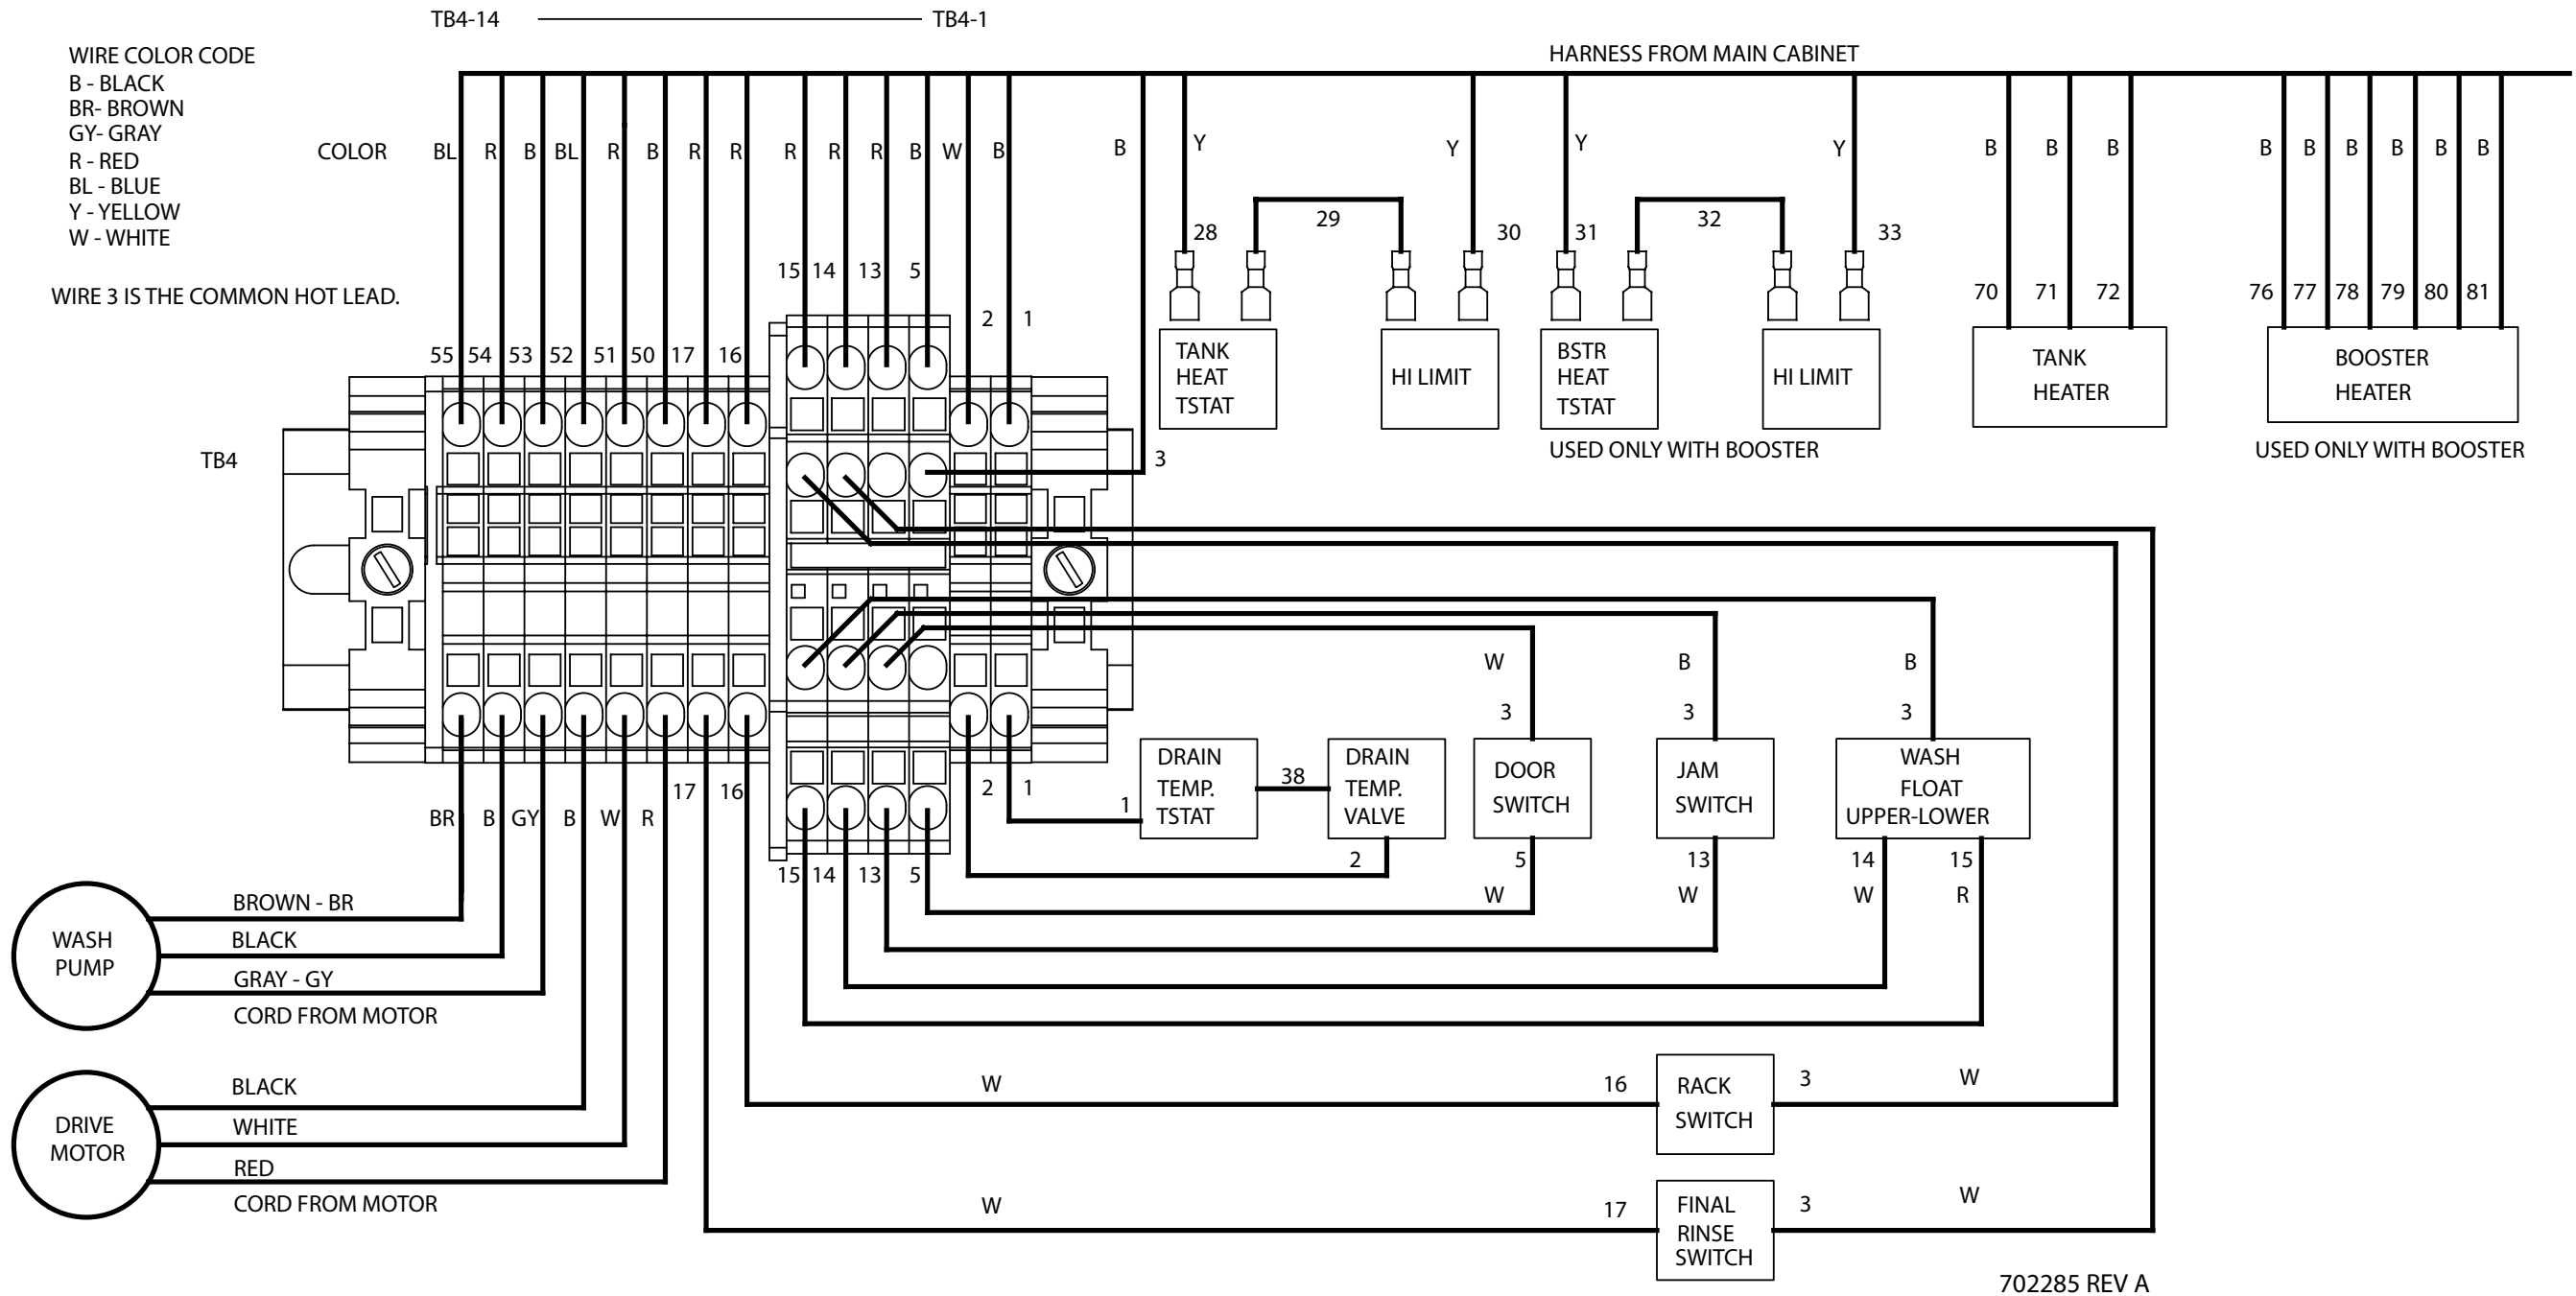 TB4-14 TB4-1
WIRE COLOR CODE
B - BLACK
BR- BROWN
GY- GRAY
R - RED
BL - BLUE
Y - YELLOW
W - WHITE
WIRE 3 IS THE COMMON HOT LEAD.
HARNESS FROM MAIN CABINET
COLOR BL R B BL R B R R R R R B W B B Y Y Y Y B B B B B B B B B
28 29 30 31 32 33
15 14 13 5
70 71 72 76 77 78 79 80 81
2 1
55 54 53 52 51 50 17 16
TANK
HEAT
TSTAT
HI LIMIT
BSTR
HEAT
TSTAT
HI LIMIT
USED ONLY WITH BOOSTER
TANK
HEATER
BOOSTER
HEATER
USED ONLY WITH BOOSTER
TB4
3
W B B
3 3 3
DRAIN
TEMP.
TSTAT
38
DRAIN
TEMP.
VALVE
DOOR
SWITCH
JAM
SWITCH
WASH
FLOAT
UPPER-LOWER
17 16 2 1
1
BR B GY B W R
15 14 13 5
2 5 13 14 15
W W W R
WASH
PUMP
BROWN - BR
BLACK
GRAY - GY
CORD FROM MOTOR
DRIVE
MOTOR
BLACK
WHITE
RED
CORD FROM MOTOR
W 16
RACK
SWITCH
3 W
W 17
FINAL
RINSE
SWITCH
3 W
702285 REV A